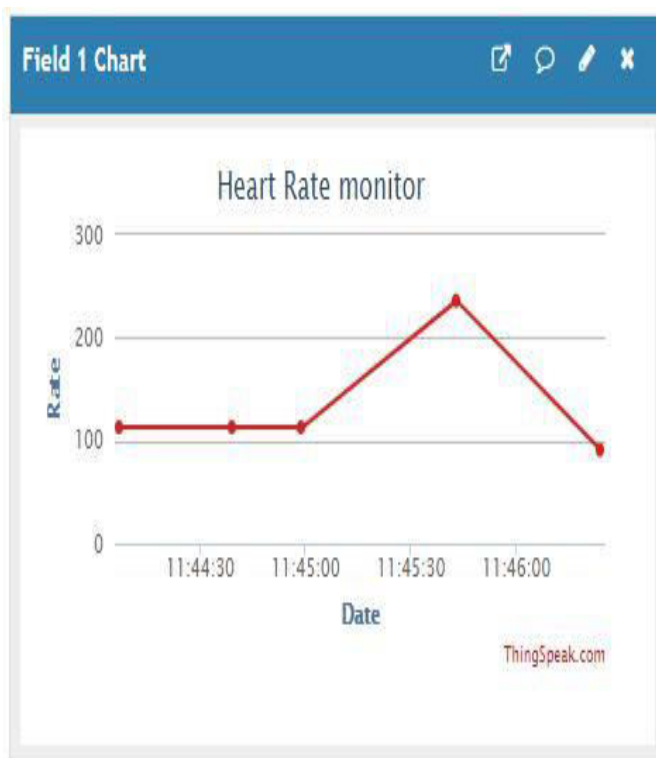 Field 1 Chart
Heart Rate monitor
300
200
100
0
Rate
11:44:30 11:45:00 11:45:30 11:46:00
Date
ThingSpeak.com